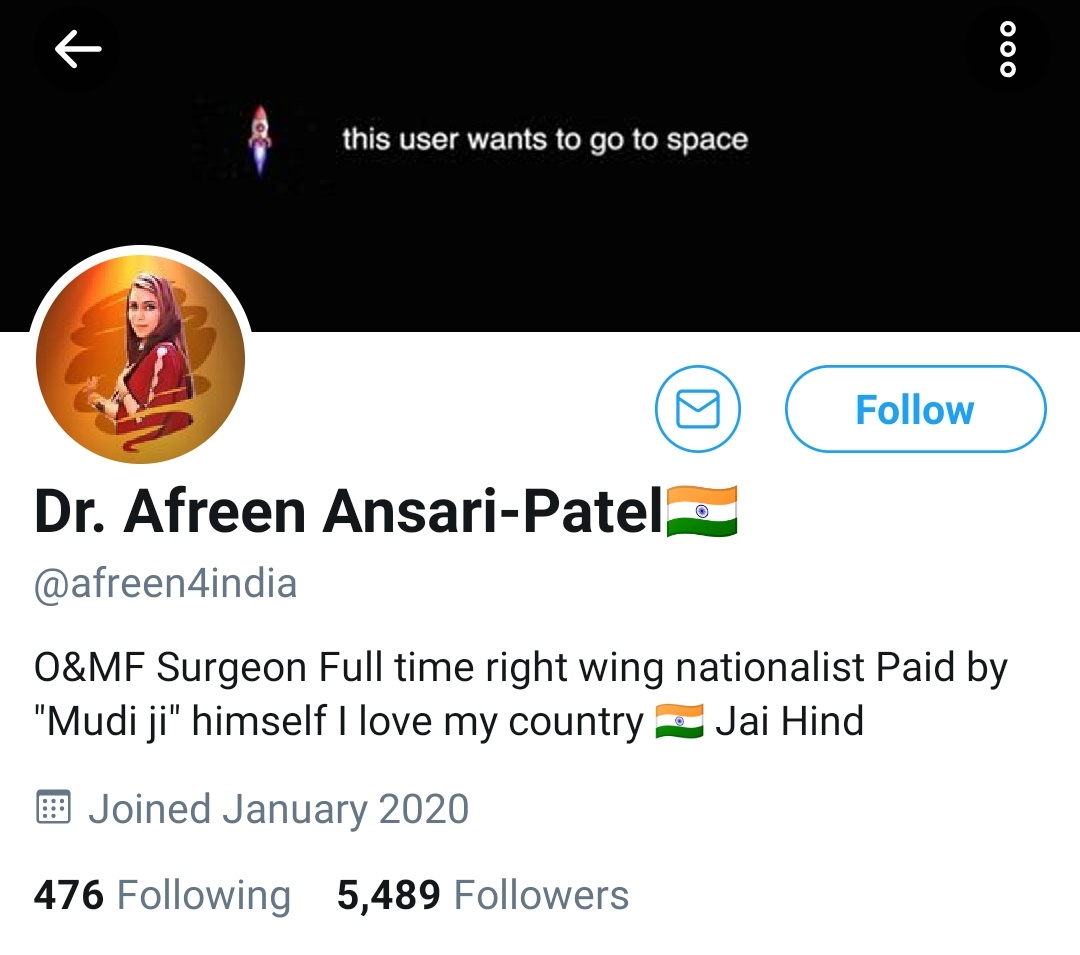 this user wants to go to space
Follow
Dr. Afreen Ansari-Patel🇮🇳
@afreen4india
O&MF Surgeon Full time right wing nationalist Paid by
"Mudi ji" himself I love my country 🇮🇳 Jai Hind
Joined January 2020
476 Following 5,489 Followers